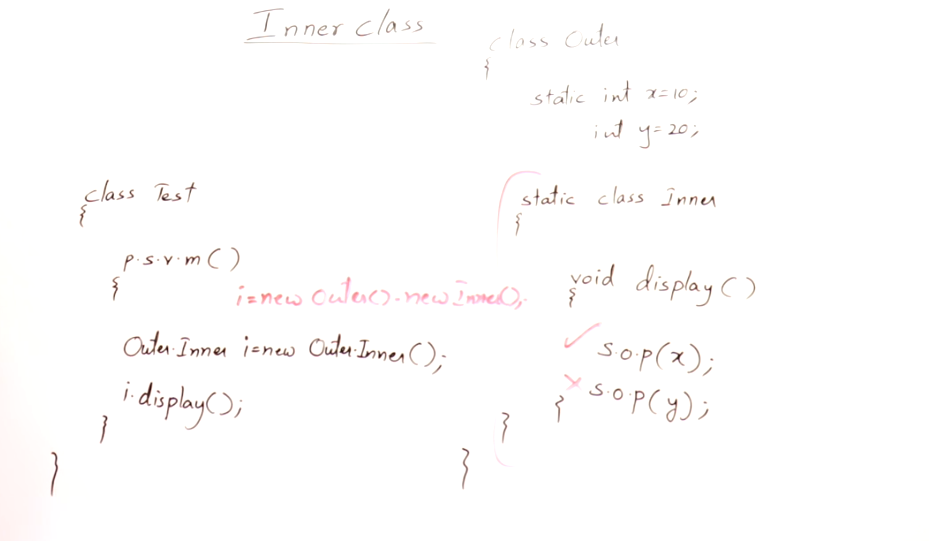 Inner class
class Outer
{
static int x=10;
int y=20;
static class Inner
{
void display()
{
✓ S.O.P(x);
✗ S.O.P(y);
}
}
}
class Test
{
p.s.v.m()
{
i=new Outer().new Inner();
Outer.Inner i=new Outer.Inner();
i.display();
}
}